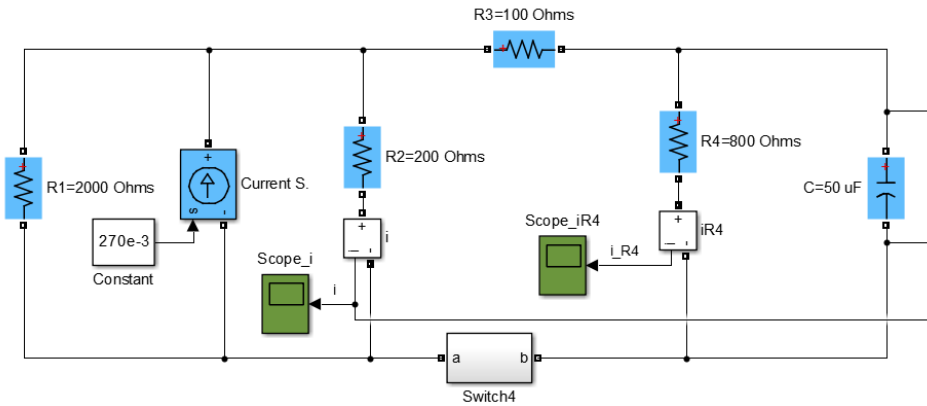 R3=100 Ohms
R1=2000 Ohms
+
Current S.
s
-
R2=200 Ohms
R4=800 Ohms
C=50 uF
270e-3
Constant
+
-
i
i
Scope_i
Scope_iR4
i_R4
+
-
iR4
a
b
Switch4